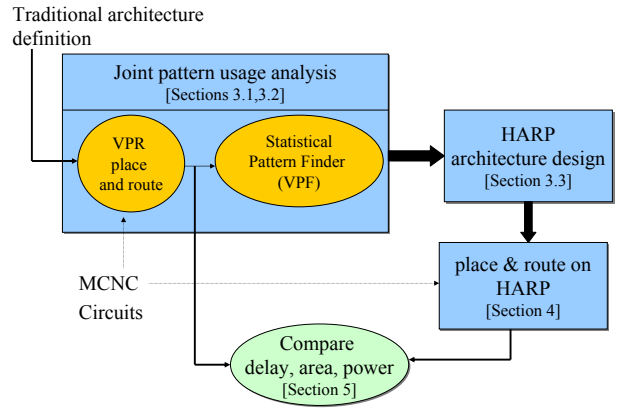 Traditional architecture
definition
Joint pattern usage analysis
[Sections 3.1,3.2]
VPR
place
and route
Statistical
Pattern Finder
(VPF)
HARP
architecture design
[Section 3.3]
place & route on
HARP
[Section 4]
MCNC
Circuits
Compare
delay, area, power
[Section 5]